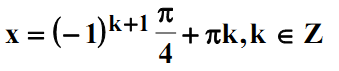 x = (−1)^{k+1} π/4 + πk, k ∈ Z